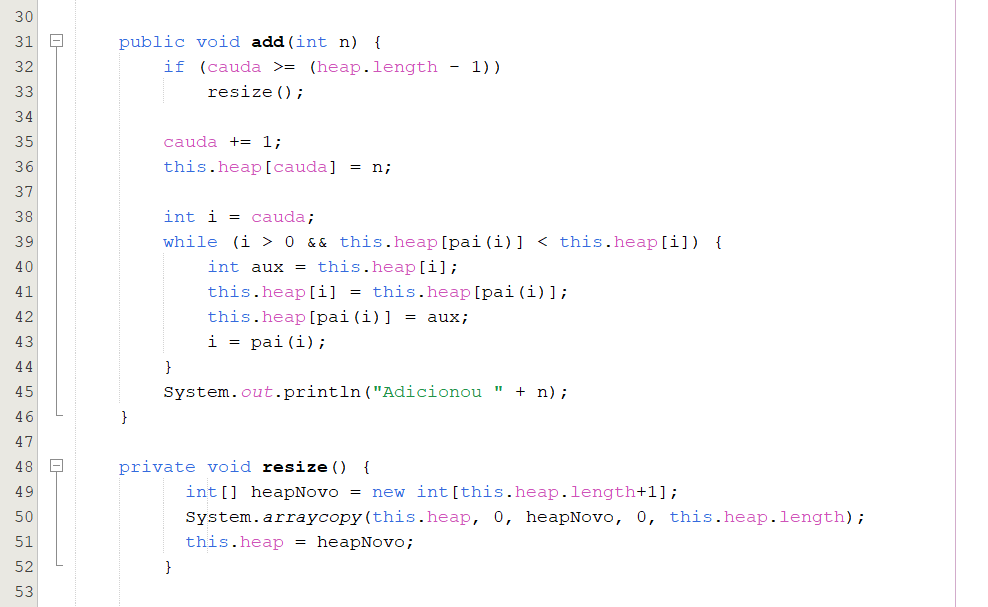 30
31 public void add(int n) {
32 if (cauda >= (heap.length - 1))
33 resize();
34
35 cauda += 1;
36 this.heap[cauda] = n;
37
38 int i = cauda;
39 while (i > 0 && this.heap[pai(i)] < this.heap[i]) {
40 int aux = this.heap[i];
41 this.heap[i] = this.heap[pai(i)];
42 this.heap[pai(i)] = aux;
43 i = pai(i);
44 }
45 System.out.println("Adicionou " + n);
46 }
47
48 private void resize() {
49 int[] heapNovo = new int[this.heap.length+1];
50 System.arraycopy(this.heap, 0, heapNovo, 0, this.heap.length);
51 this.heap = heapNovo;
52 }
53